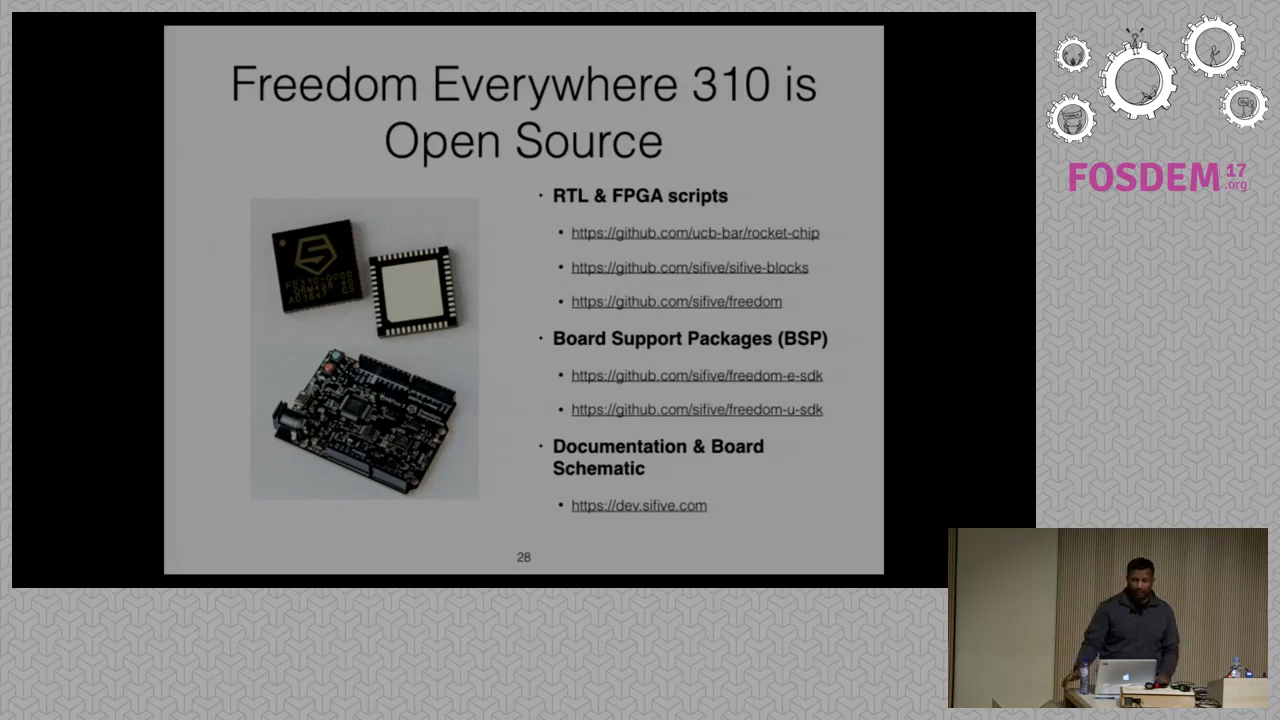 Freedom Everywhere 310 is
Open Source
RTL & FPGA scripts
https://github.com/ucb-bar/rocket-chip
https://github.com/sifive/sifive-blocks
https://github.com/sifive/freedom
Board Support Packages (BSP)
https://github.com/sifive/freedom-e-sdk
https://github.com/sifive/freedom-u-sdk
Documentation & Board
Schematic
https://dev.sifive.com
28
FE310-G000
FOSDEM 17
.org